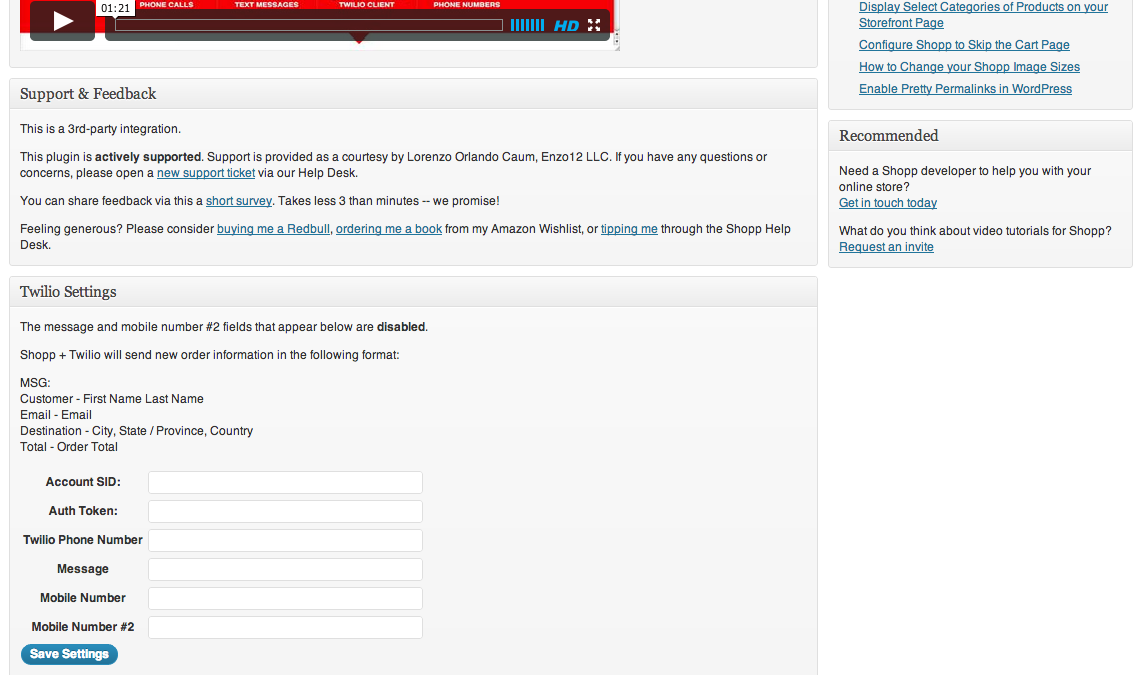 PHONE CALLS TEXT MESSAGES TWILIO CLIENT PHONE NUMBERS
01:21
HD
Support & Feedback
This is a 3rd-party integration.
This plugin is actively supported. Support is provided as a courtesy by Lorenzo Orlando Caum, Enzo12 LLC. If you have any questions or
concerns, please open a new support ticket via our Help Desk.
You can share feedback via this a short survey. Takes less 3 than minutes -- we promise!
Feeling generous? Please consider buying me a Redbull, ordering me a book from my Amazon Wishlist, or tipping me through the Shopp Help
Desk.
Twilio Settings
The message and mobile number #2 fields that appear below are disabled.
Shopp + Twilio will send new order information in the following format:
MSG:
Customer - First Name Last Name
Email - Email
Destination - City, State / Province, Country
Total - Order Total
Account SID:
Auth Token:
Twilio Phone Number
Message
Mobile Number
Mobile Number #2
Save Settings
Display Select Categories of Products on your
Storefront Page
Configure Shopp to Skip the Cart Page
How to Change your Shopp Image Sizes
Enable Pretty Permalinks in WordPress
Recommended
Need a Shopp developer to help you with your
online store?
Get in touch today
What do you think about video tutorials for Shopp?
Request an invite